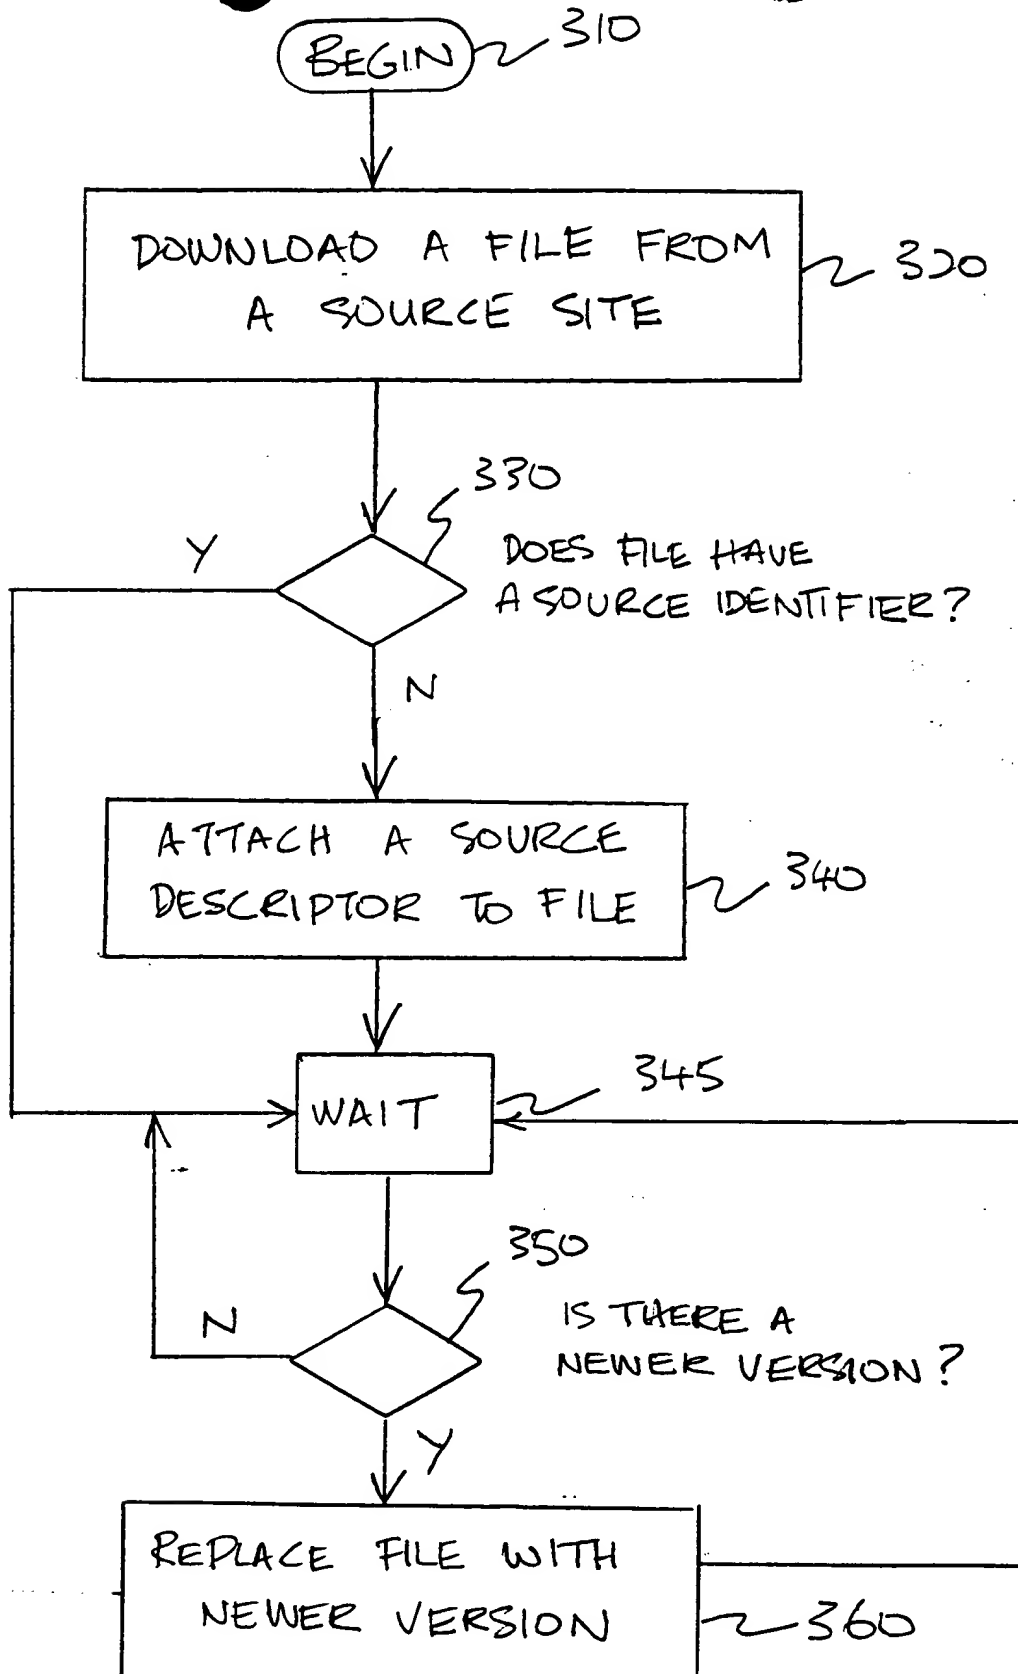 BEGIN 310
DOWNLOAD A FILE FROM
A SOURCE SITE
320
330
Y
DOES FILE HAVE
A SOURCE IDENTIFIER?
N
ATTACH A SOURCE
DESCRIPTOR TO FILE
340
WAIT
345
350
N
IS THERE A
NEWER VERSION?
Y
REPLACE FILE WITH
NEWER VERSION
360